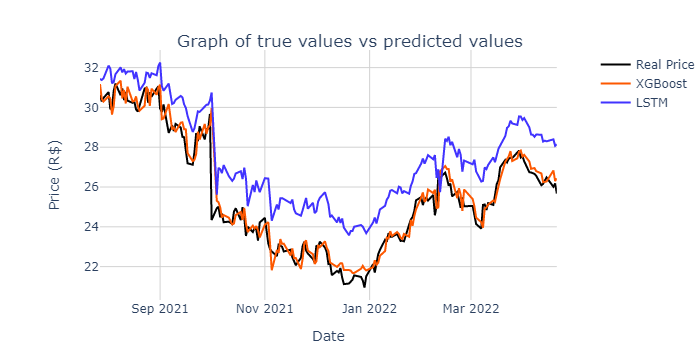 Graph of true values vs predicted values
Real Price
XGBoost
LSTM
Price (R$)
32
30
28
26
24
22
Sep 2021
Nov 2021
Jan 2022
Mar 2022
Date